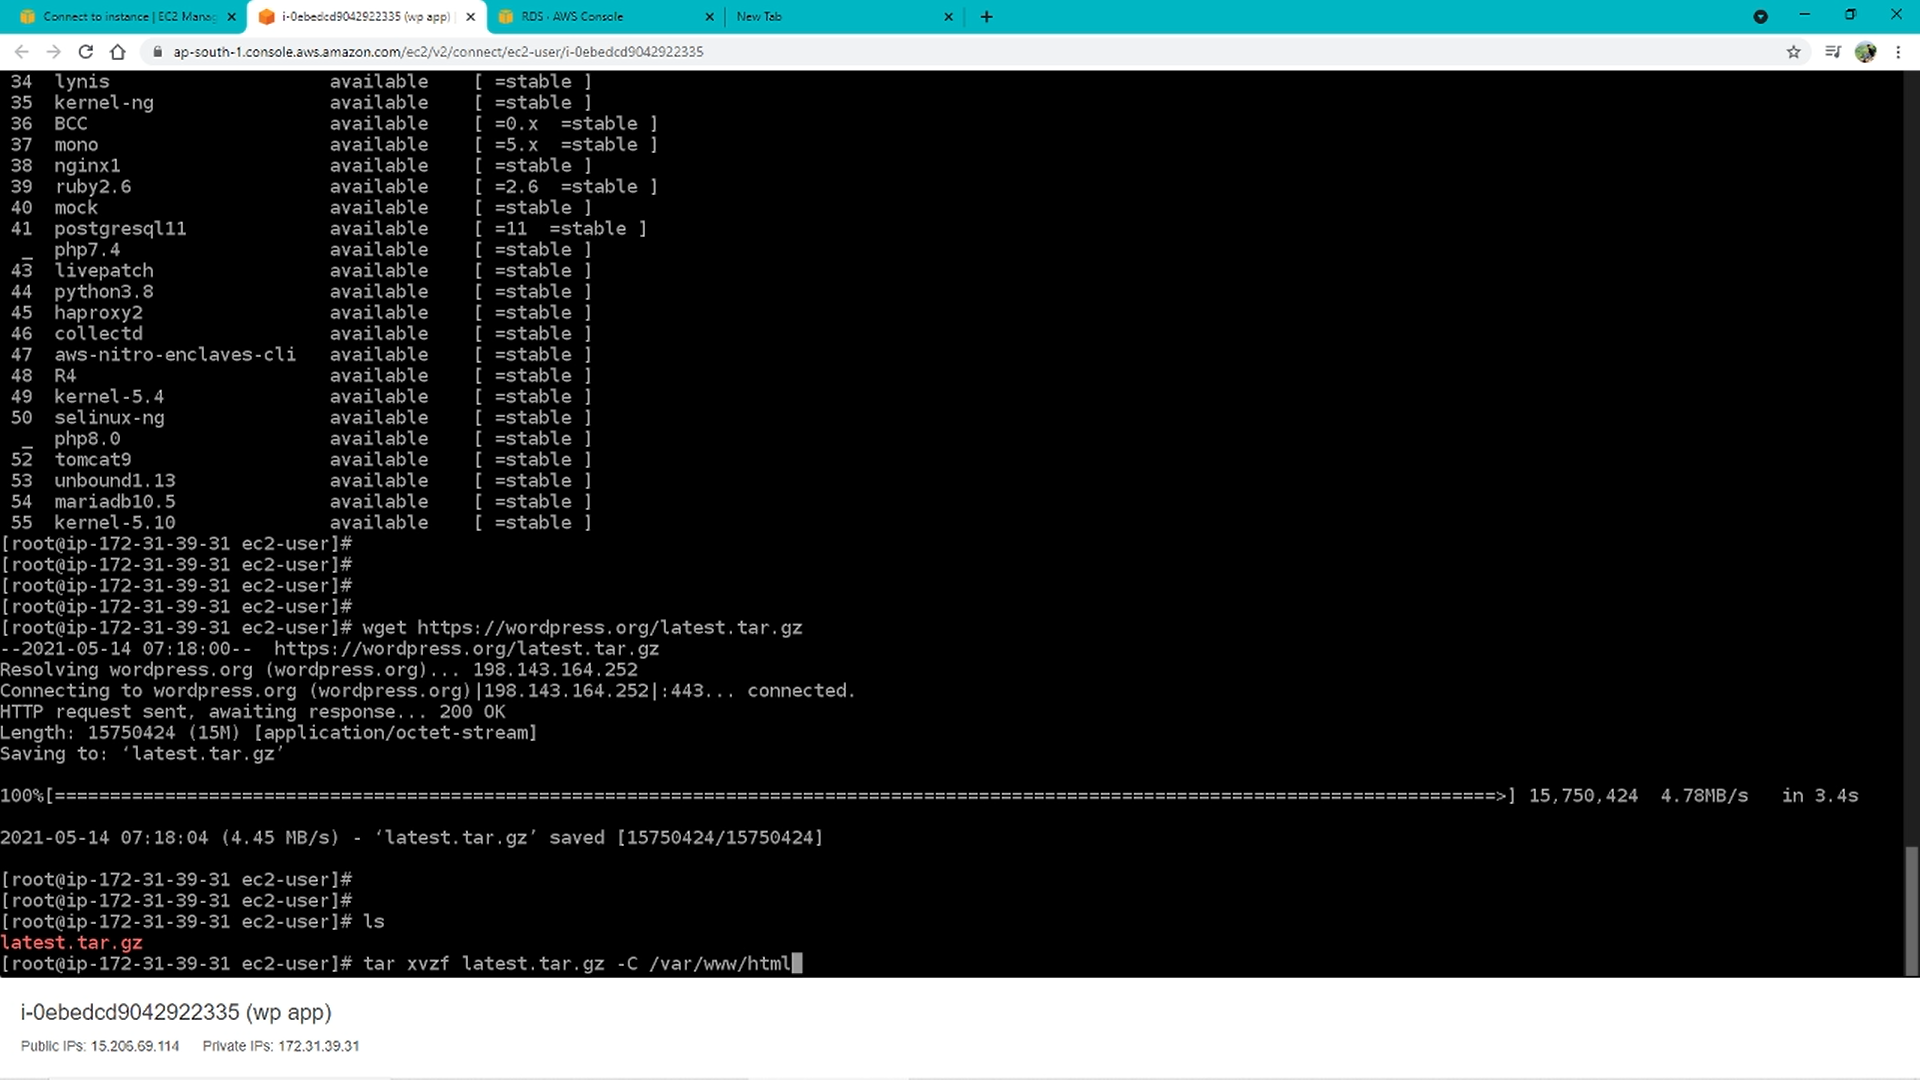 Connect to instance | EC2 Manag
i-0ebedcd9042922335 (wp app)
RDS · AWS Console
New Tab
ap-south-1.console.aws.amazon.com/ec2/v2/connect/ec2-user/i-0ebedcd9042922335
34 lynis available [ =stable ]
35 kernel-ng available [ =stable ]
36 BCC available [ =0.x =stable ]
37 mono available [ =5.x =stable ]
38 nginx1 available [ =stable ]
39 ruby2.6 available [ =2.6 =stable ]
40 mock available [ =stable ]
41 postgresql11 available [ =11 =stable ]
_ php7.4 available [ =stable ]
43 livepatch available [ =stable ]
44 python3.8 available [ =stable ]
45 haproxy2 available [ =stable ]
46 collectd available [ =stable ]
47 aws-nitro-enclaves-cli available [ =stable ]
48 R4 available [ =stable ]
49 kernel-5.4 available [ =stable ]
50 selinux-ng available [ =stable ]
_ php8.0 available [ =stable ]
52 tomcat9 available [ =stable ]
53 unbound1.13 available [ =stable ]
54 mariadb10.5 available [ =stable ]
55 kernel-5.10 available [ =stable ]
[root@ip-172-31-39-31 ec2-user]#
[root@ip-172-31-39-31 ec2-user]#
[root@ip-172-31-39-31 ec2-user]#
[root@ip-172-31-39-31 ec2-user]#
[root@ip-172-31-39-31 ec2-user]# wget https://wordpress.org/latest.tar.gz
--2021-05-14 07:18:00-- https://wordpress.org/latest.tar.gz
Resolving wordpress.org (wordpress.org)... 198.143.164.252
Connecting to wordpress.org (wordpress.org)|198.143.164.252|:443... connected.
HTTP request sent, awaiting response... 200 OK
Length: 15750424 (15M) [application/octet-stream]
Saving to: ‘latest.tar.gz’
100%[===================================================================================================================================>] 15,750,424 4.78MB/s in 3.4s
2021-05-14 07:18:04 (4.45 MB/s) - ‘latest.tar.gz’ saved [15750424/15750424]
[root@ip-172-31-39-31 ec2-user]#
[root@ip-172-31-39-31 ec2-user]#
[root@ip-172-31-39-31 ec2-user]# ls
latest.tar.gz
[root@ip-172-31-39-31 ec2-user]# tar xvzf latest.tar.gz -C /var/www/html
i-0ebedcd9042922335 (wp app)
Public IPs: 15.206.69.114 Private IPs: 172.31.39.31